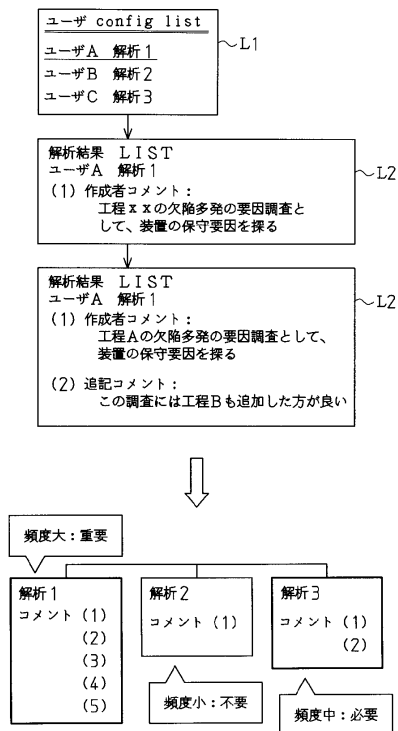 ユーザ config list
ユーザA 解析1
ユーザB 解析2
ユーザC 解析3
L1
解析結果 LIST
ユーザA 解析1
(1) 作成者コメント：
工程xxの欠陥多発の要因調査と
して、装置の保守要因を探る
L2
解析結果 LIST
ユーザA 解析1
(1) 作成者コメント：
工程Aの欠陥多発の要因調査として、
装置の保守要因を探る
(2) 追記コメント：
この調査には工程Bも追加した方が良い
L2
頻度大：重要
解析1
コメント (1)
(2)
(3)
(4)
(5)
解析2
コメント (1)
頻度小：不要
解析3
コメント (1)
(2)
頻度中：必要